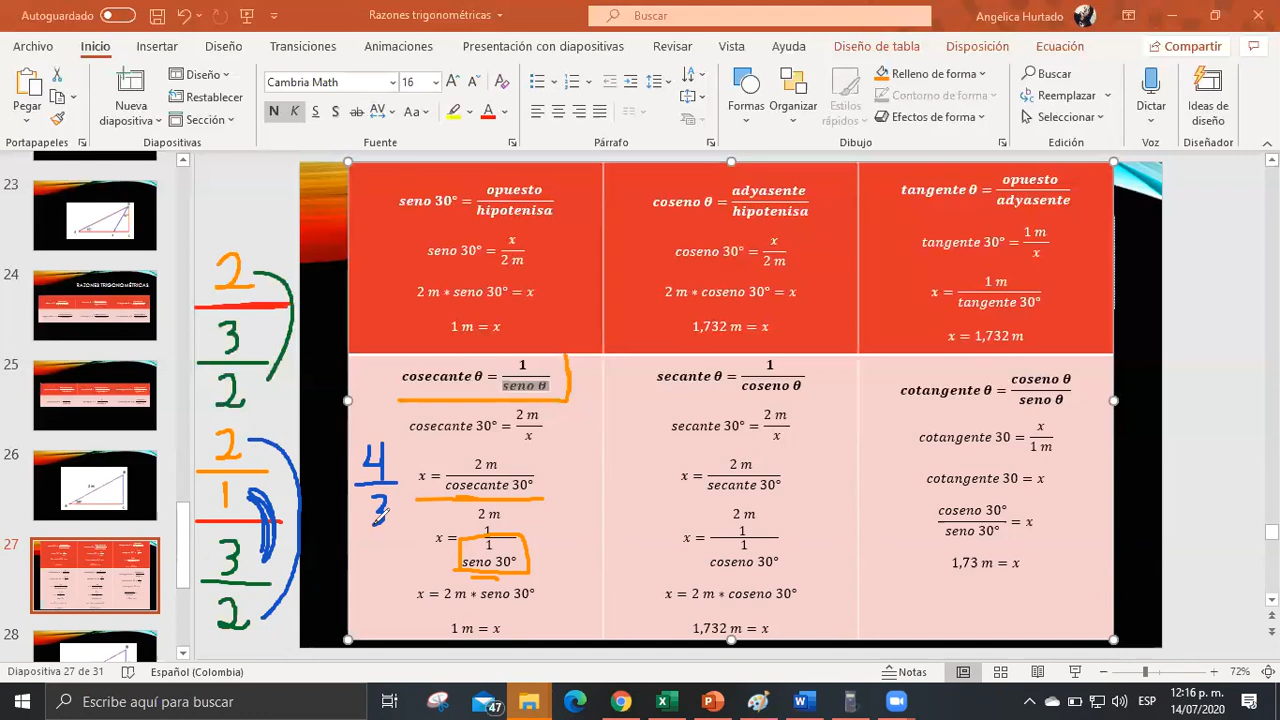 Autoguardado
Razones trigonométricas
Buscar
Angelica Hurtado
Archivo
Inicio
Insertar
Diseño
Transiciones
Animaciones
Presentación con diapositivas
Revisar
Vista
Ayuda
Diseño de tabla
Disposición
Ecuación
Compartir
Pegar
Nueva
diapositiva
Diseño
Restablecer
Sección
Cambria Math
16
N K S S ab AV Aa A
Formas
Organizar
Estilos
rápidos
Relleno de forma
Contorno de forma
Efectos de forma
Buscar
Reemplazar
Seleccionar
Dictar
Ideas de
diseño
Portapapeles
Diapositivas
Fuente
Párrafo
Dibujo
Edición
Voz
Diseñador
23
24
RAZONES TRIGONOMÉTRICAS
25
26
27
28
2
3
2
2
1
3
2
4
3
seno 30° = opuesto / hipotenisa
seno 30° = x / 2 m
2 m * seno 30° = x
1 m = x
coseno θ = adyasente / hipotenisa
coseno 30° = x / 2 m
2 m * coseno 30° = x
1,732 m = x
tangente θ = opuesto / adyasente
tangente 30° = 1 m / x
x = 1 m / tangente 30°
x = 1,732 m
cosecante θ = 1 / seno θ
cosecante 30° = 2 m / x
x = 2 m / cosecante 30°
x = 2 m / 1 / 1 / seno 30°
x = 2 m * seno 30°
1 m = x
secante θ = 1 / coseno θ
secante 30° = 2 m / x
x = 2 m / secante 30°
x = 2 m / 1 / 1 / coseno 30°
x = 2 m * coseno 30°
1,732 m = x
cotangente θ = coseno θ / seno θ
cotangente 30 = x / 1 m
cotangente 30 = x
coseno 30° / seno 30° = x
1,73 m = x
Diapositiva 27 de 31
Español (Colombia)
Notas
72%
Escribe aquí para buscar
47
ESP
12:16 p. m.
14/07/2020